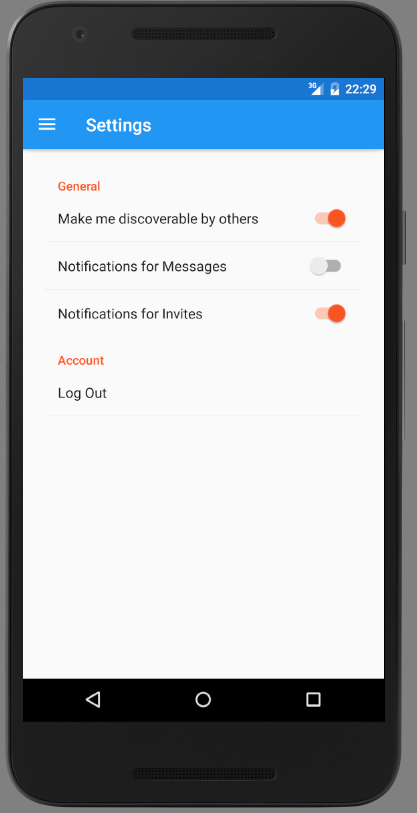 3G 22:29
Settings
General
Make me discoverable by others
Notifications for Messages
Notifications for Invites
Account
Log Out